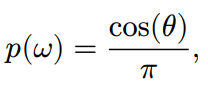 p(ω) = cos(θ) / π,